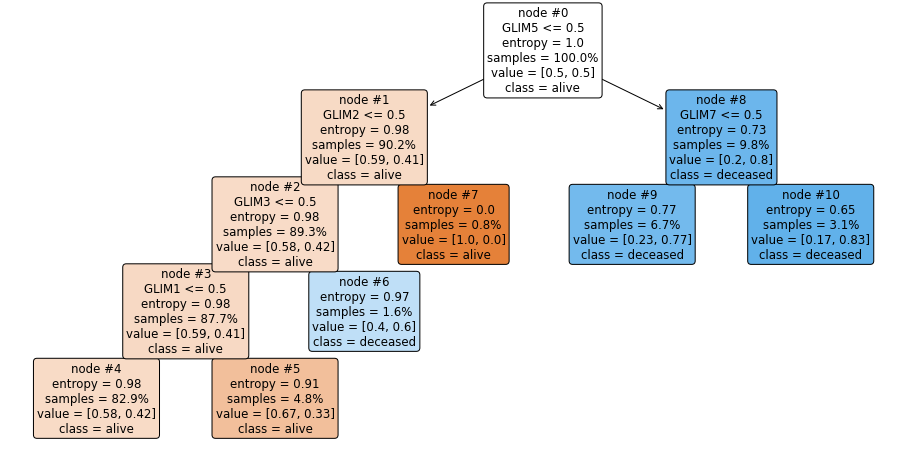 node #0
GLIM5 <= 0.5
entropy = 1.0
samples = 100.0%
value = [0.5, 0.5]
class = alive
node #1
GLIM2 <= 0.5
entropy = 0.98
samples = 90.2%
value = [0.59, 0.41]
class = alive
node #8
GLIM7 <= 0.5
entropy = 0.73
samples = 9.8%
value = [0.2, 0.8]
class = deceased
node #2
GLIM3 <= 0.5
entropy = 0.98
samples = 89.3%
value = [0.58, 0.42]
class = alive
node #7
entropy = 0.0
samples = 0.8%
value = [1.0, 0.0]
class = alive
node #9
entropy = 0.77
samples = 6.7%
value = [0.23, 0.77]
class = deceased
node #10
entropy = 0.65
samples = 3.1%
value = [0.17, 0.83]
class = deceased
node #3
GLIM1 <= 0.5
entropy = 0.98
samples = 87.7%
value = [0.59, 0.41]
class = alive
node #6
entropy = 0.97
samples = 1.6%
value = [0.4, 0.6]
class = deceased
node #4
entropy = 0.98
samples = 82.9%
value = [0.58, 0.42]
class = alive
node #5
entropy = 0.91
samples = 4.8%
value = [0.67, 0.33]
class = alive